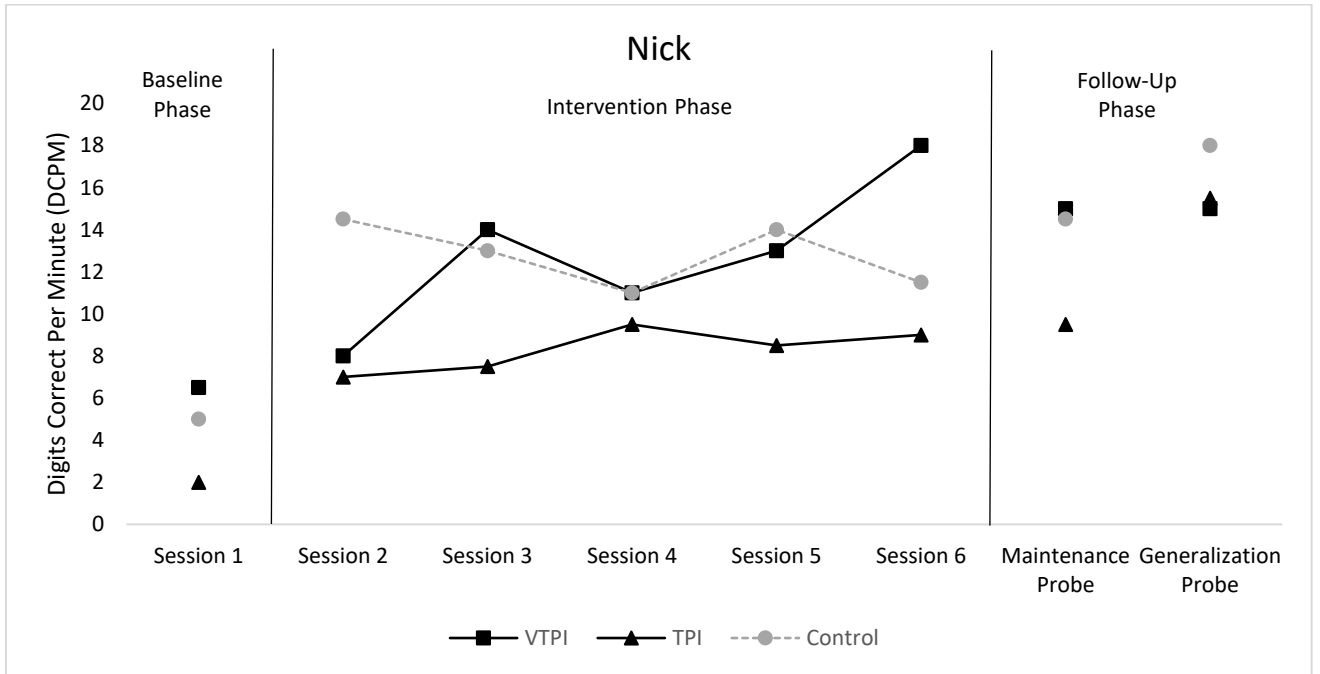 Nick
Baseline
Phase
Intervention Phase
Follow-Up
Phase
Digits Correct Per Minute (DCPM)
20
18
16
14
12
10
8
6
4
2
0
Session 1 Session 2 Session 3 Session 4 Session 5 Session 6 Maintenance Generalization
Probe Probe
VTPI TPI Control